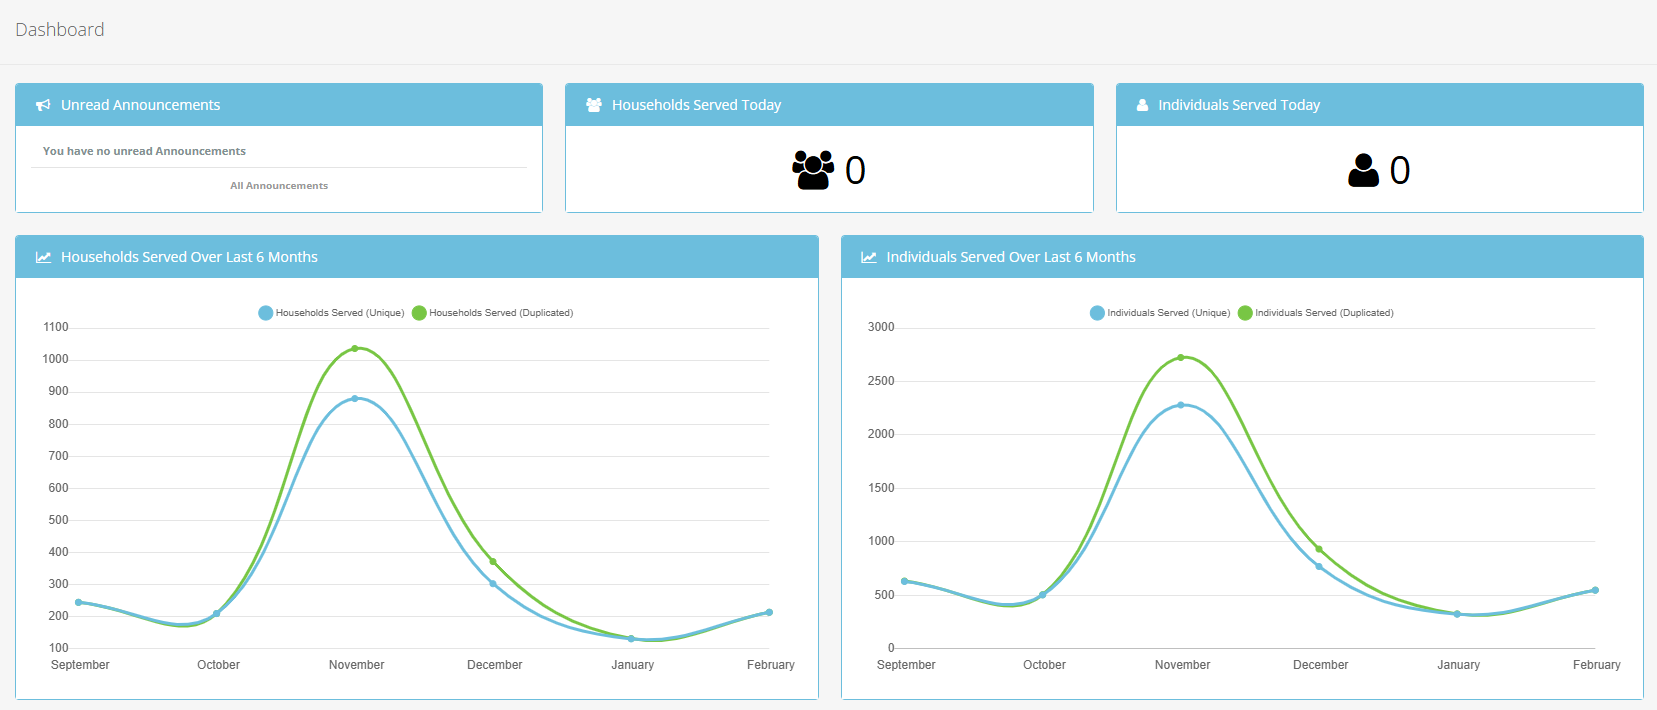 Dashboard
Unread Announcements
You have no unread Announcements
All Announcements
Households Served Today
0
Individuals Served Today
0
Households Served Over Last 6 Months
Households Served (Unique) Households Served (Duplicated)
1100
1000
900
800
700
600
500
400
300
200
100
September October November December January February
Individuals Served Over Last 6 Months
Individuals Served (Unique) Individuals Served (Duplicated)
3000
2500
2000
1500
1000
500
0
September October November December January February